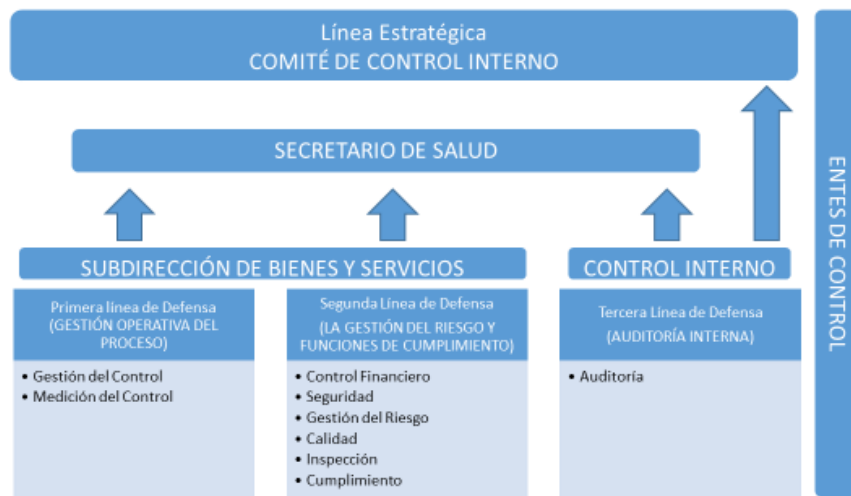 Línea Estratégica
COMITÉ DE CONTROL INTERNO
SECRETARIO DE SALUD
SUBDIRECCIÓN DE BIENES Y SERVICIOS
Primera línea de Defensa
(GESTIÓN OPERATIVA DEL
PROCESO)
• Gestión del Control
• Medición del Control
Segunda Línea de Defensa
(LA GESTIÓN DEL RIESGO Y
FUNCIONES DE CUMPLIMIENTO)
• Control Financiero
• Seguridad
• Gestión del Riesgo
• Calidad
• Inspección
• Cumplimiento
CONTROL INTERNO
Tercera Línea de Defensa
(AUDITORÍA INTERNA)
• Auditoría
ENTES DE CONTROL